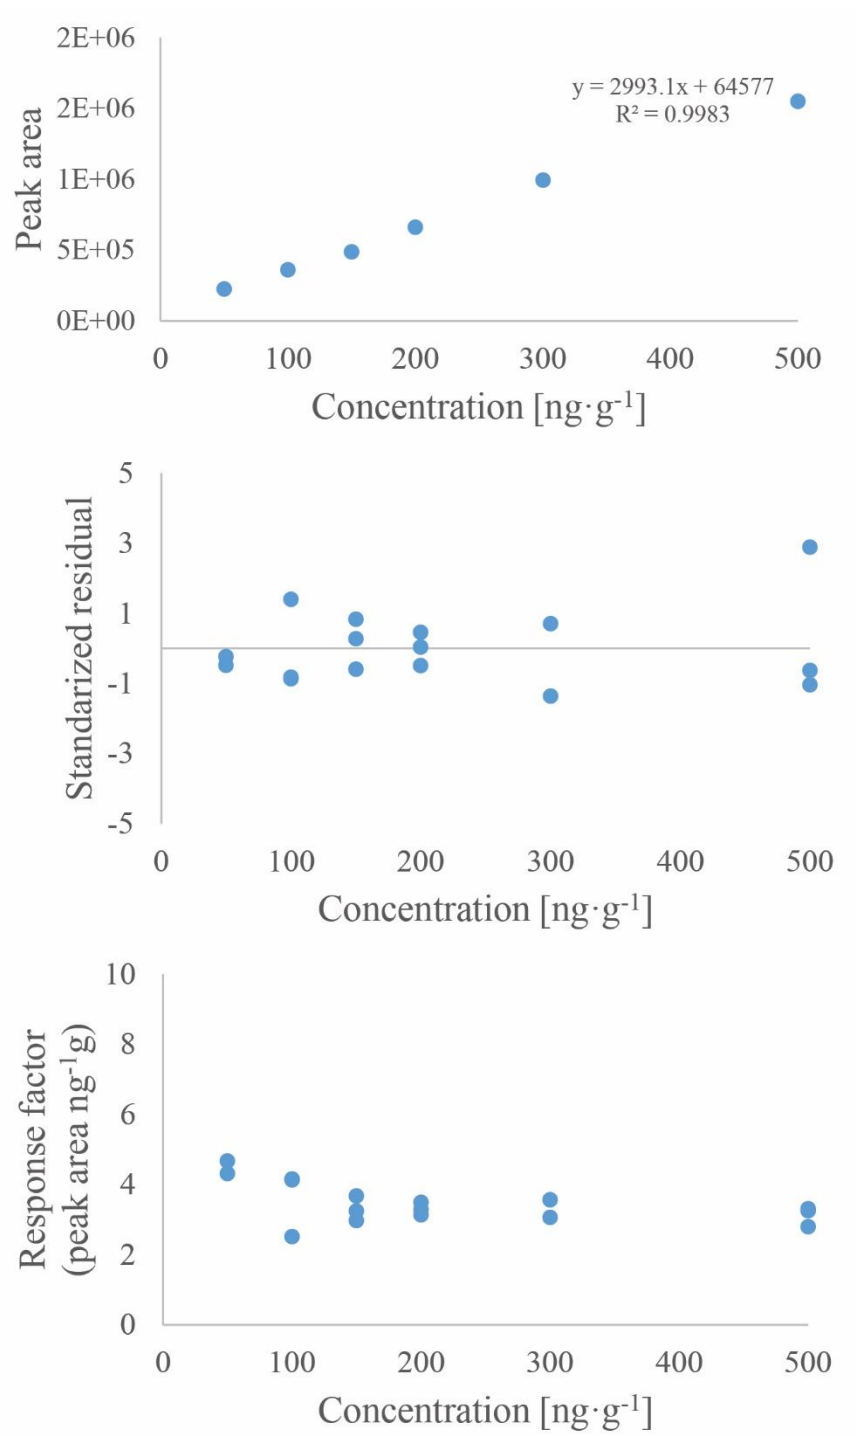 2E+06
2E+06
1E+06
5E+05
0E+00
Peak area
y = 2993.1x + 64577
R² = 0.9983
0 100 200 300 400 500
Concentration [ng·g⁻¹]
5
3
1
-1
-3
-5
Standarized residual
0 100 200 300 400 500
Concentration [ng·g⁻¹]
10
8
6
4
2
0
Response factor
(peak area ng⁻¹g)
0 100 200 300 400 500
Concentration [ng·g⁻¹]